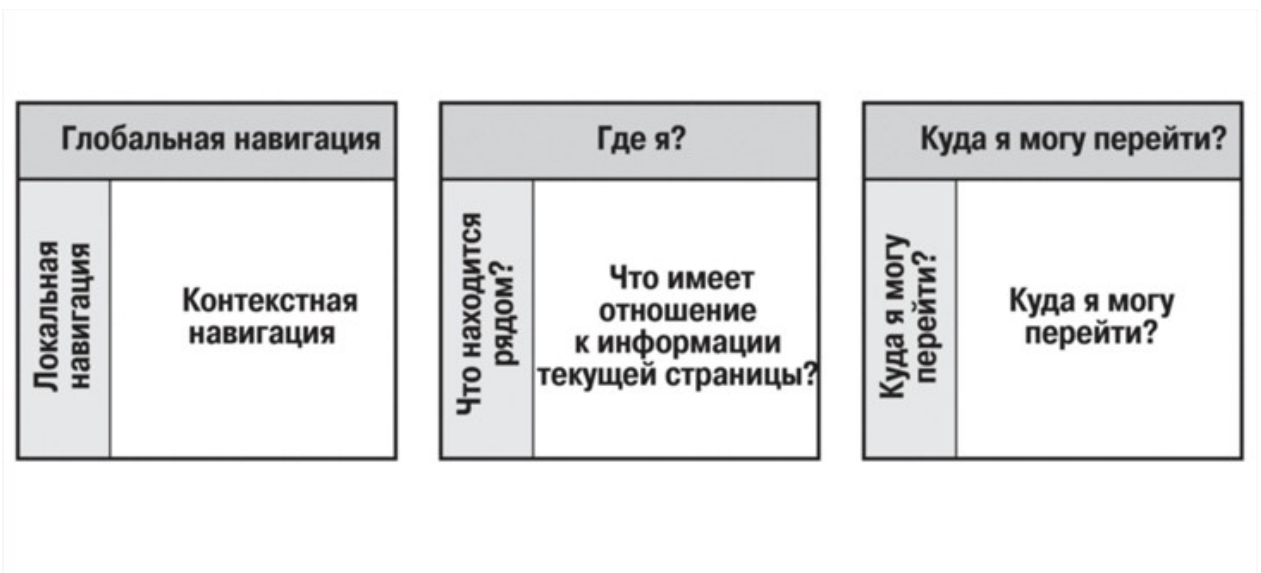 Глобальная навигация
Локальная
навигация
Контекстная
навигация
Где я?
Что находится
рядом?
Что имеет
отношение
к информации
текущей страницы?
Куда я могу перейти?
Куда я могу
перейти?
Куда я могу
перейти?